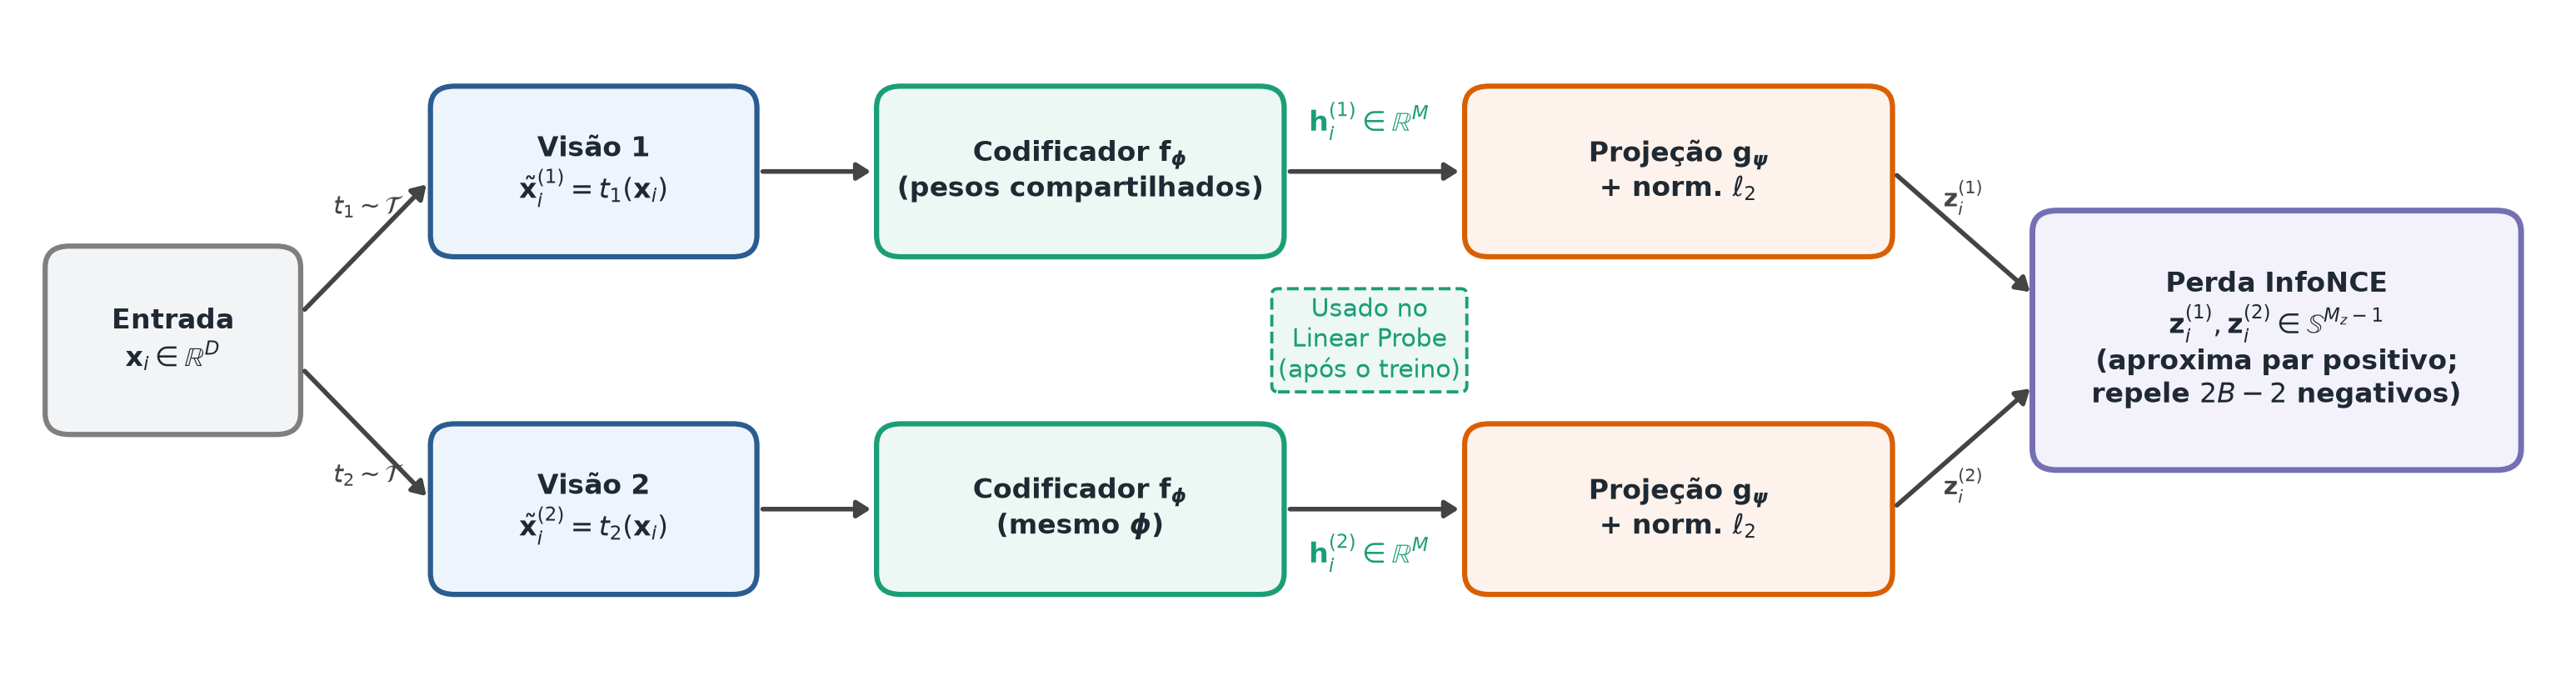 Entrada
𝐱ᵢ ∈ ℝᴰ
t₁ ∼ 𝒯
t₂ ∼ 𝒯
Visão 1
𝐱̃ᵢ⁽¹⁾ = t₁(𝐱ᵢ)
Codificador f_ϕ
(pesos compartilhados)
𝐡ᵢ⁽¹⁾ ∈ ℝᴹ
Projeção g_ψ
+ norm. ℓ₂
𝐳ᵢ⁽¹⁾
Usado no
Linear Probe
(após o treino)
Visão 2
𝐱̃ᵢ⁽²⁾ = t₂(𝐱ᵢ)
Codificador f_ϕ
(mesmo ϕ)
𝐡ᵢ⁽²⁾ ∈ ℝᴹ
Projeção g_ψ
+ norm. ℓ₂
𝐳ᵢ⁽²⁾
Perda InfoNCE
𝐳ᵢ⁽¹⁾, 𝐳ᵢ⁽²⁾ ∈ 𝕊^{M_z−1}
(aproxima par positivo;
repele 2B − 2 negativos)